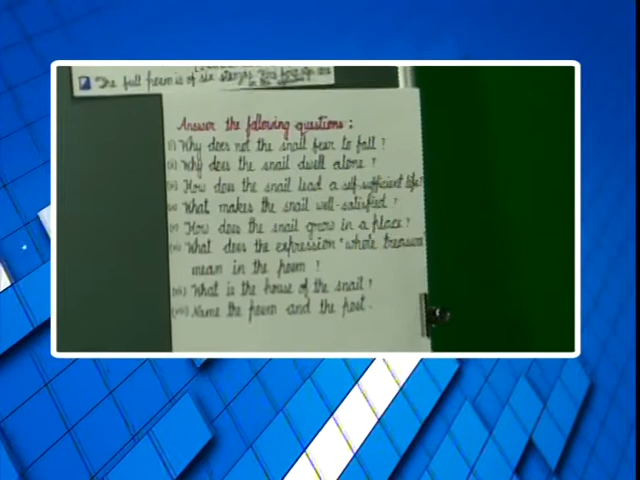 The full poem is of six stanzas.
Answer the following questions :
(i) Why does not the snail fear to fall ?
(ii) Why does the snail dwell alone ?
(iii) How does the snail lead a self-sufficient life?
(iv) What makes the snail well-satisfied ?
(v) How does the snail grow in a place?
(vi) What does the expression 'whole treasure'
mean in the poem ?
(vii) What is the house of the snail ?
(viii) Name the poem and the poet.